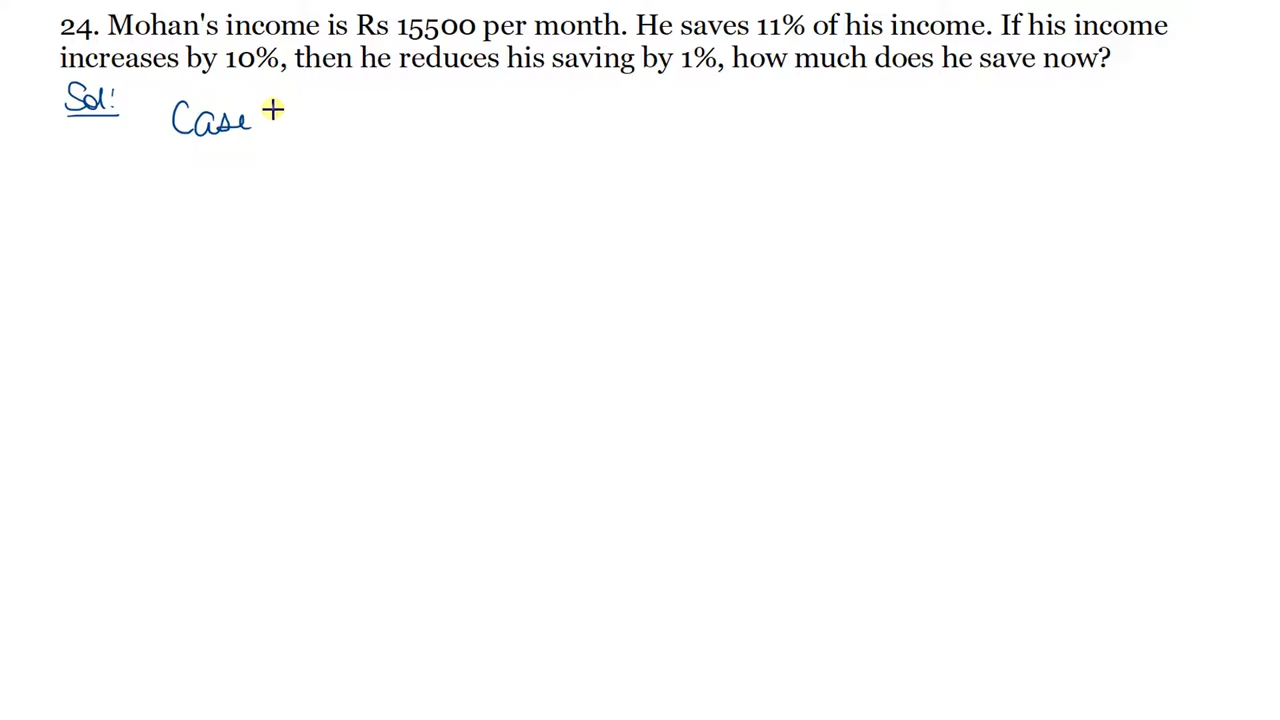 24. Mohan's income is Rs 15500 per month. He saves 11% of his income. If his income
increases by 10%, then he reduces his saving by 1%, how much does he save now?
Sol:
Case